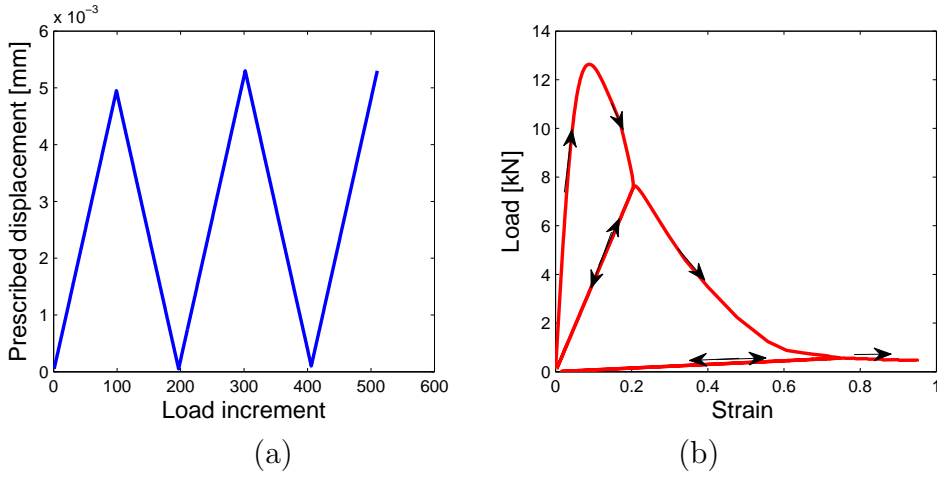 x 10⁻³
6
5
4
3
2
1
0
0 100 200 300 400 500 600
Prescribed displacement [mm]
Load increment
(a)
14
12
10
8
6
4
2
0
0 0.2 0.4 0.6 0.8 1
Load [kN]
Strain
(b)